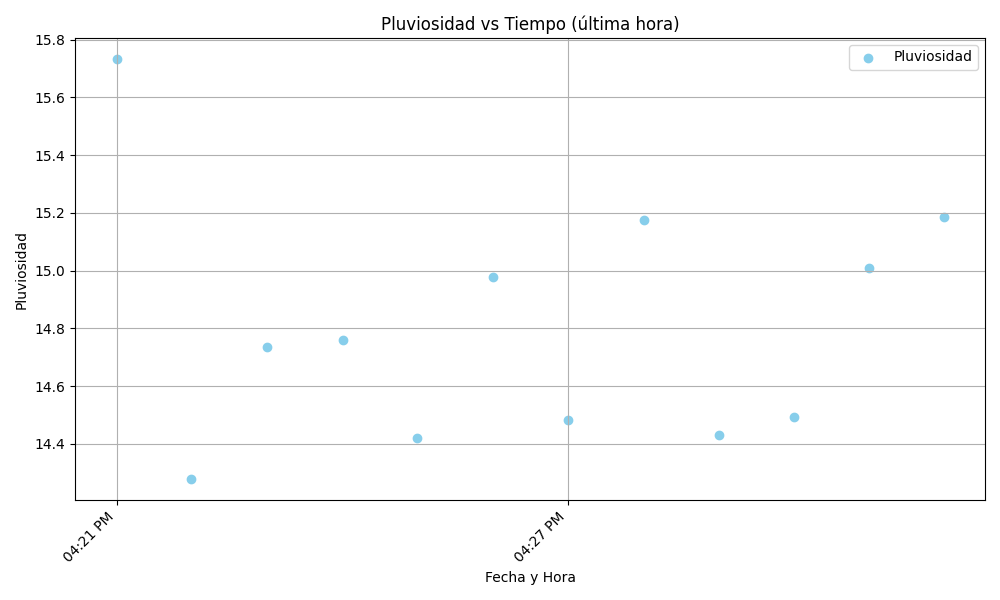 Pluviosidad vs Tiempo (última hora)
Pluviosidad
15.8
15.6
15.4
15.2
15.0
14.8
14.6
14.4
Pluviosidad
04:21 PM
04:27 PM
Fecha y Hora